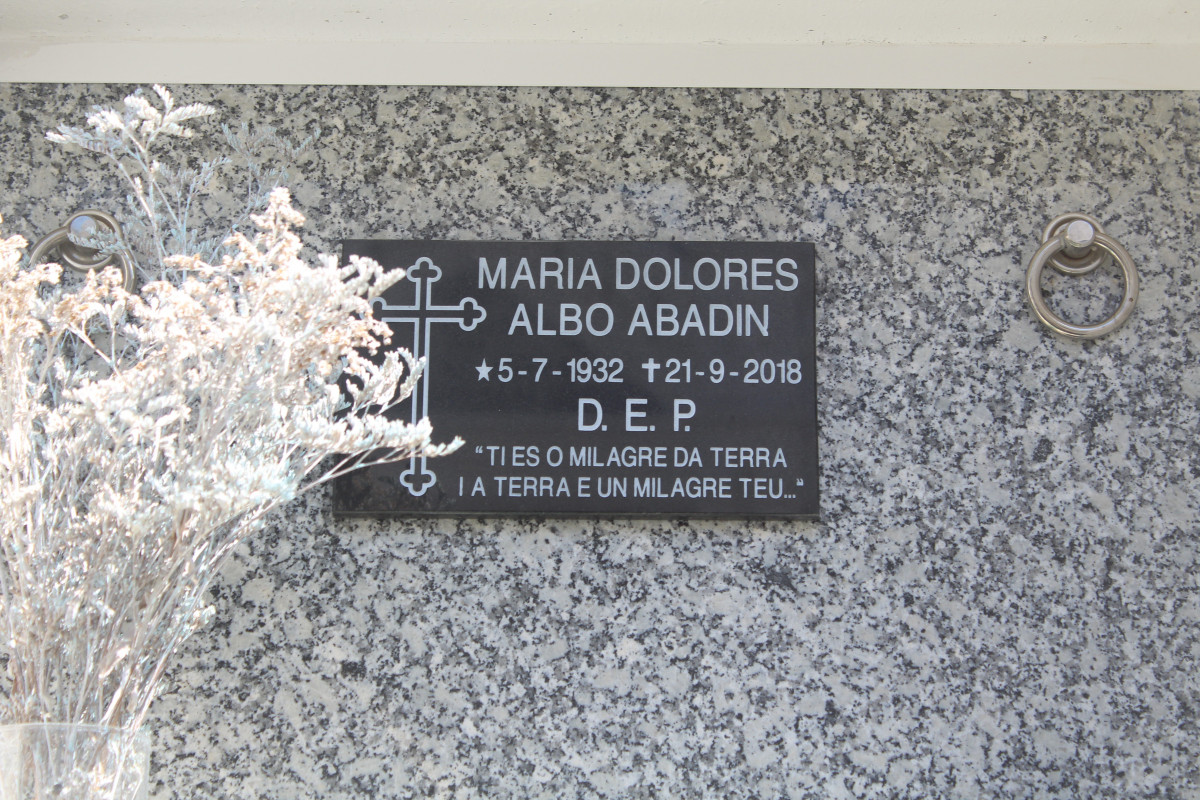 MARIA DOLORES
ALBO ABADIN
★5-7-1932 ✝21-9-2018
D. E. P.
“TI ES O MILAGRE DA TERRA
I A TERRA E UN MILAGRE TEU...”